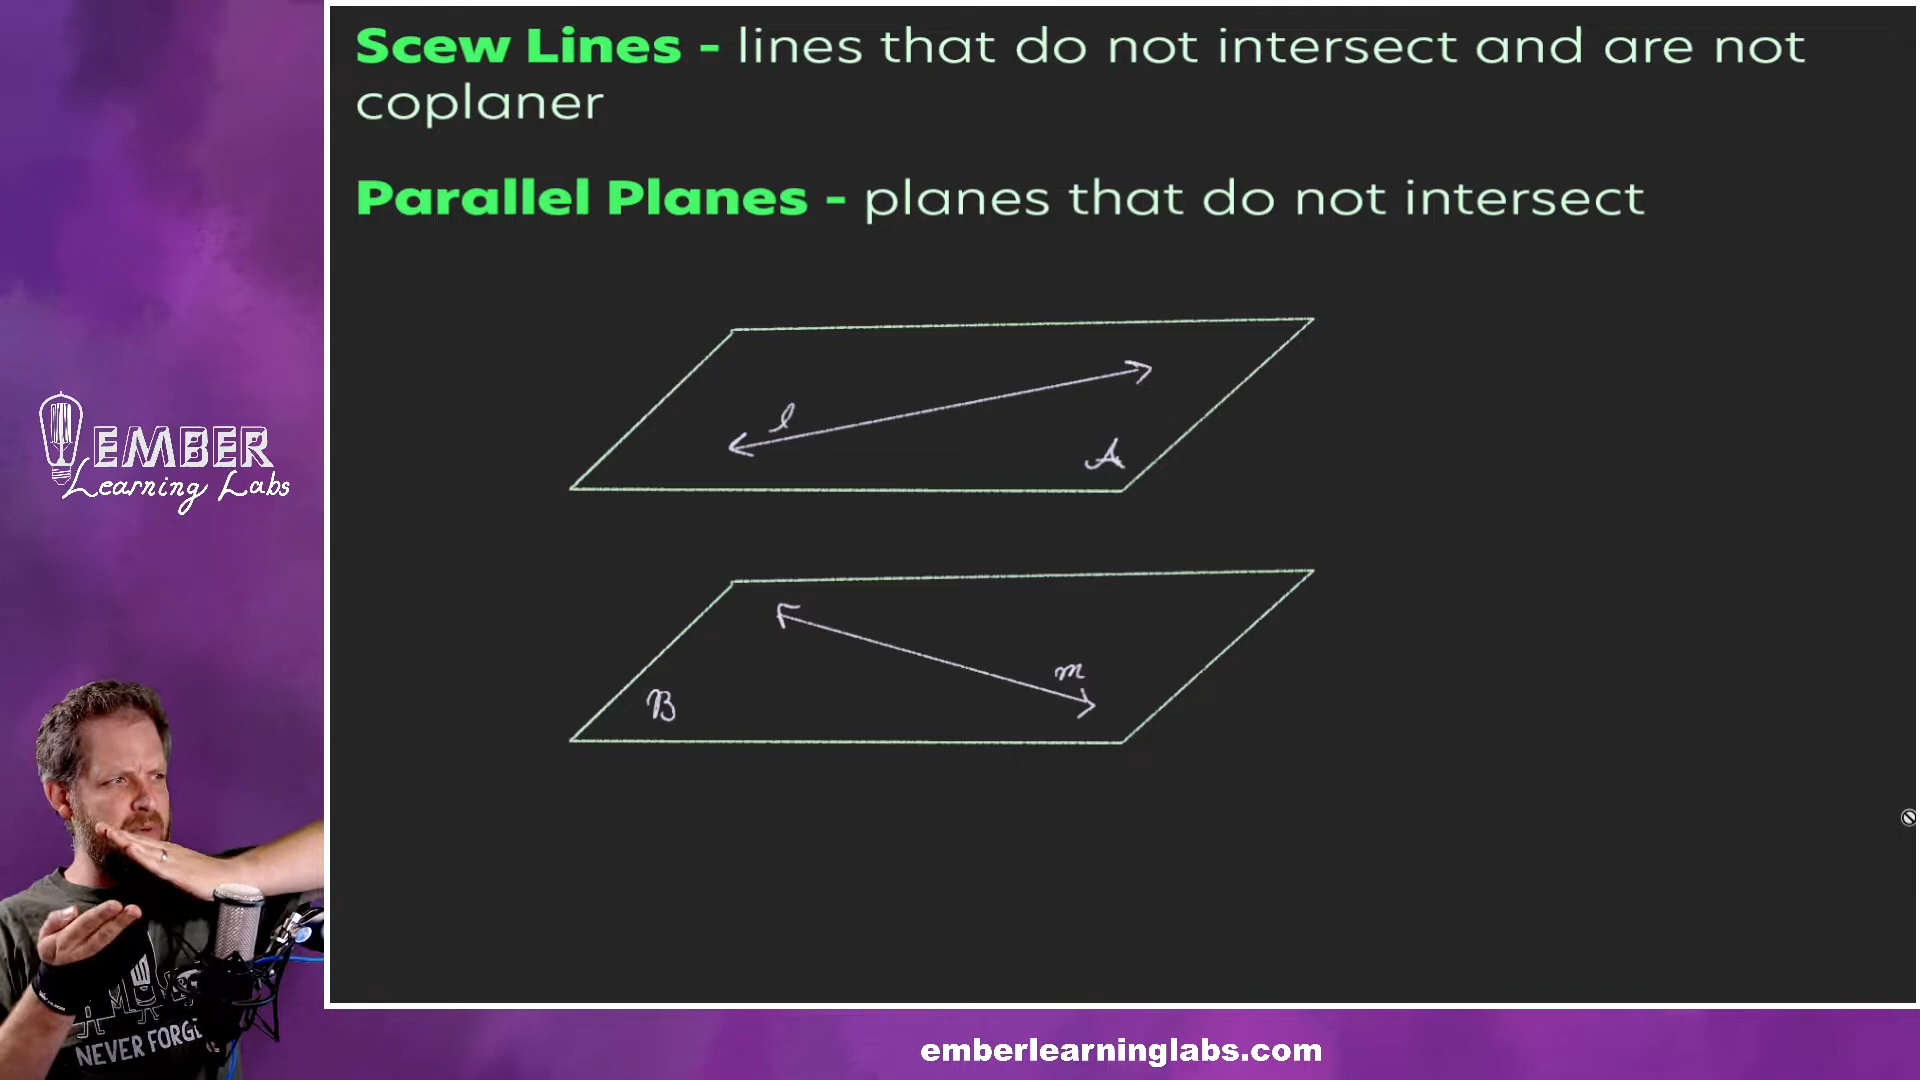 Scew Lines - lines that do not intersect and are not
coplaner
Parallel Planes - planes that do not intersect
l
A
EMBER
Learning Labs
B
m
NEVER FORGE
emberlearninglabs.com